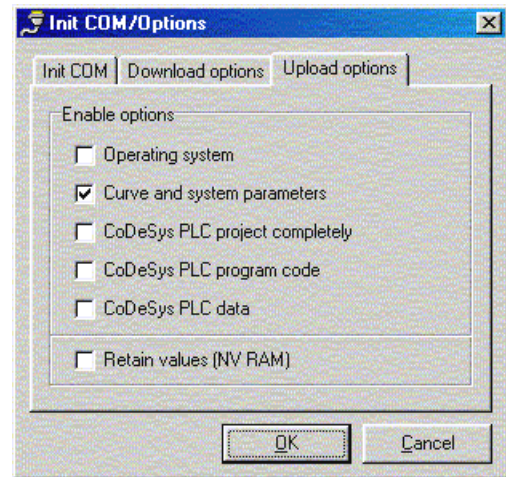 Init COM/Options
Init COM Download options Upload options
Enable options
Operating system
Curve and system parameters
CoDeSys PLC project completely
CoDeSys PLC program code
CoDeSys PLC data
Retain values (NV RAM)
OK Cancel